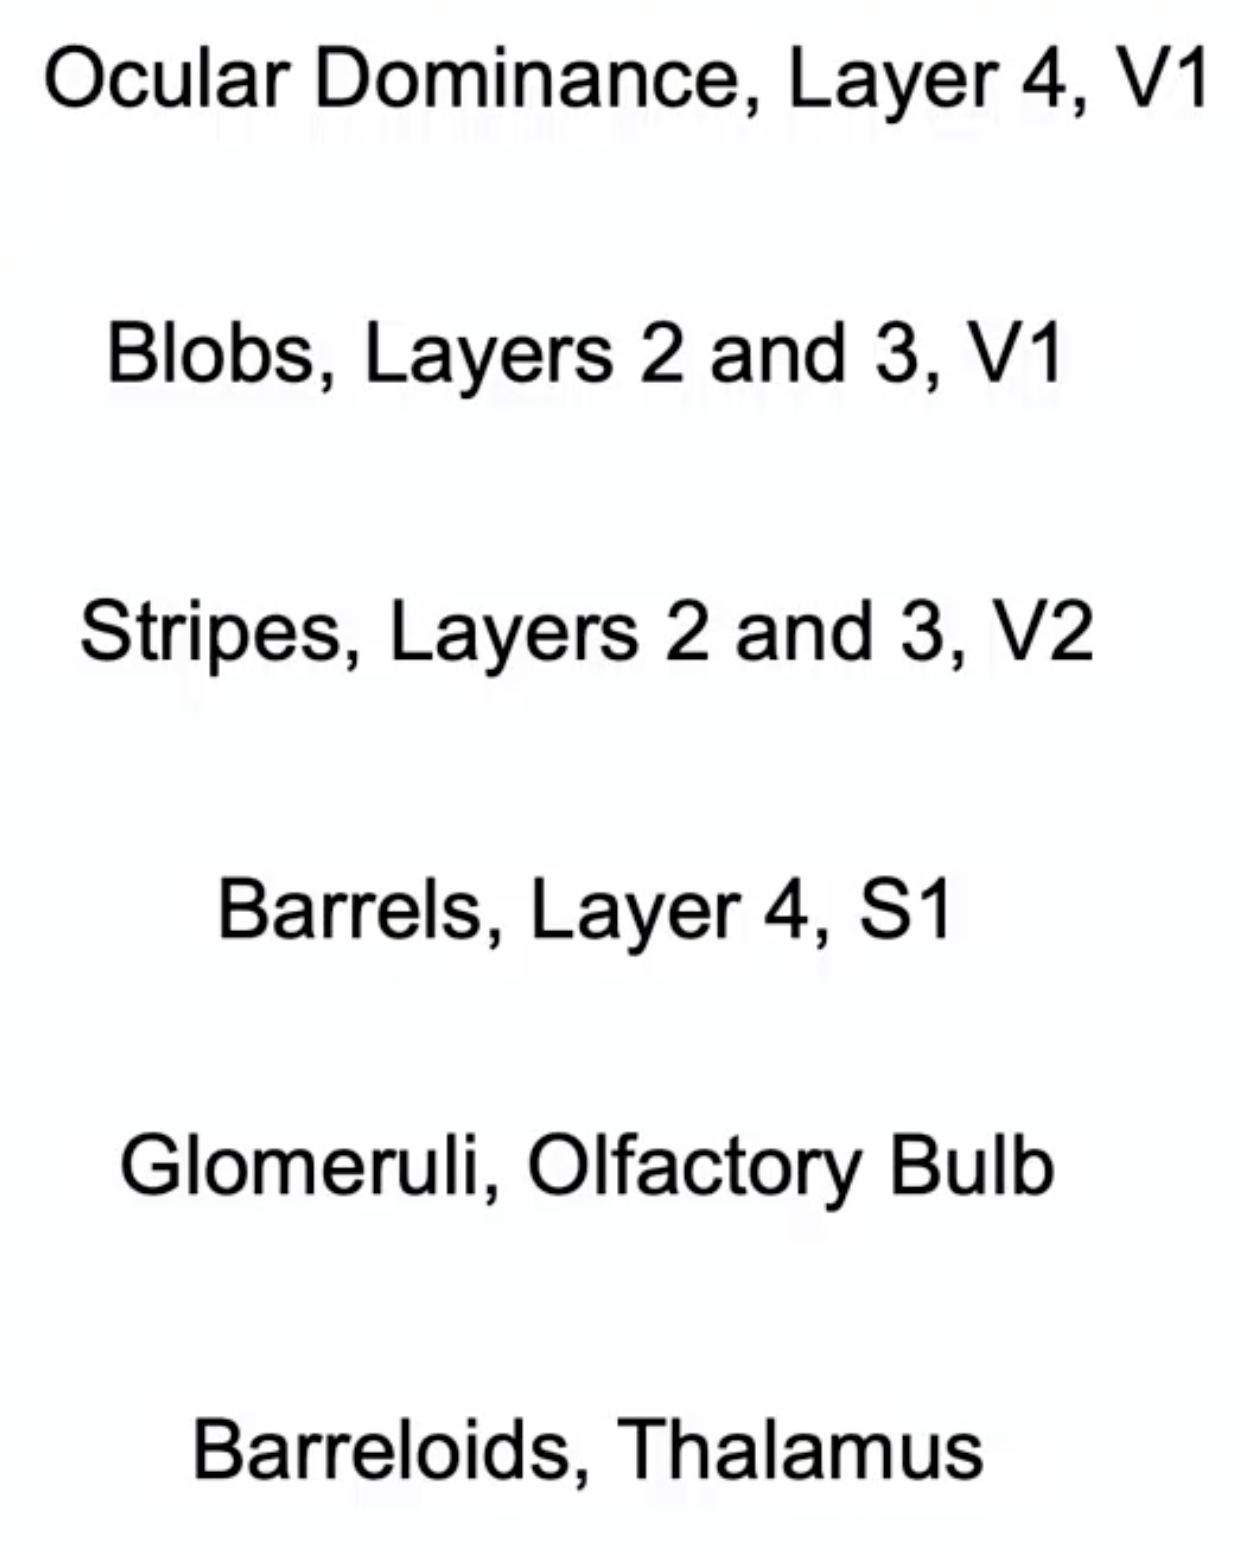 Ocular Dominance, Layer 4, V1
Blobs, Layers 2 and 3, V1
Stripes, Layers 2 and 3, V2
Barrels, Layer 4, S1
Glomeruli, Olfactory Bulb
Barreloids, Thalamus